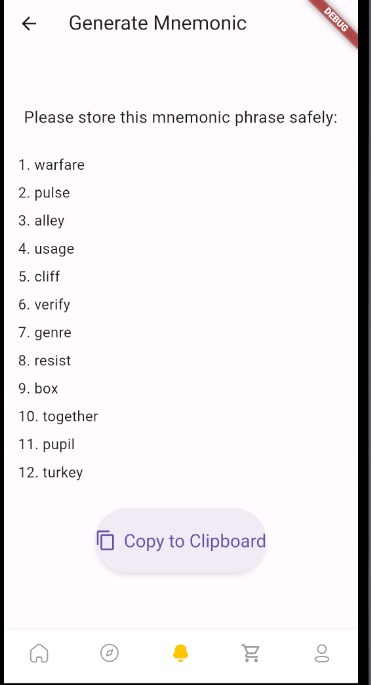 Generate Mnemonic
DEBUG
Please store this mnemonic phrase safely:
1. warfare
2. pulse
3. alley
4. usage
5. cliff
6. verify
7. genre
8. resist
9. box
10. together
11. pupil
12. turkey
Copy to Clipboard